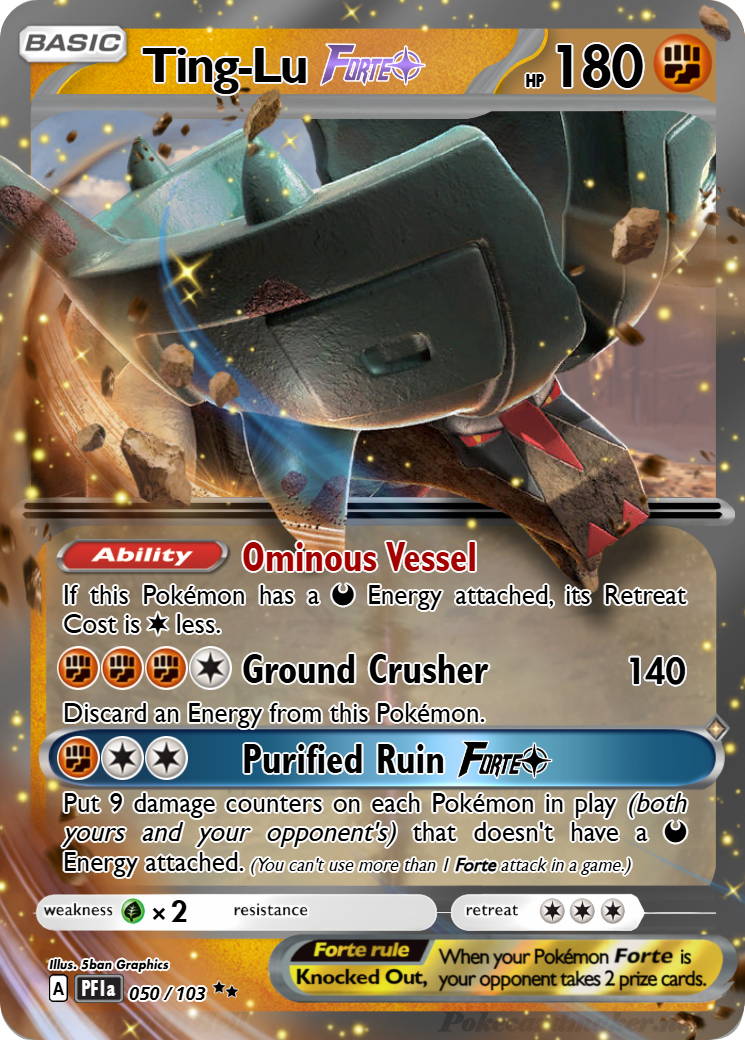 BASIC Ting-Lu FORTE HP 180
Ability Ominous Vessel
If this Pokémon has a Energy attached, its Retreat
Cost is less.
Ground Crusher 140
Discard an Energy from this Pokémon.
Purified Ruin FORTE
Put 9 damage counters on each Pokémon in play (both
yours and your opponent's) that doesn't have a
Energy attached. (You can't use more than 1 Forte attack in a game.)
weakness ×2 resistance retreat
Forte rule When your Pokémon Forte is
Knocked Out, your opponent takes 2 prize cards.
Illus. 5ban Graphics
A PF1a 050 / 103